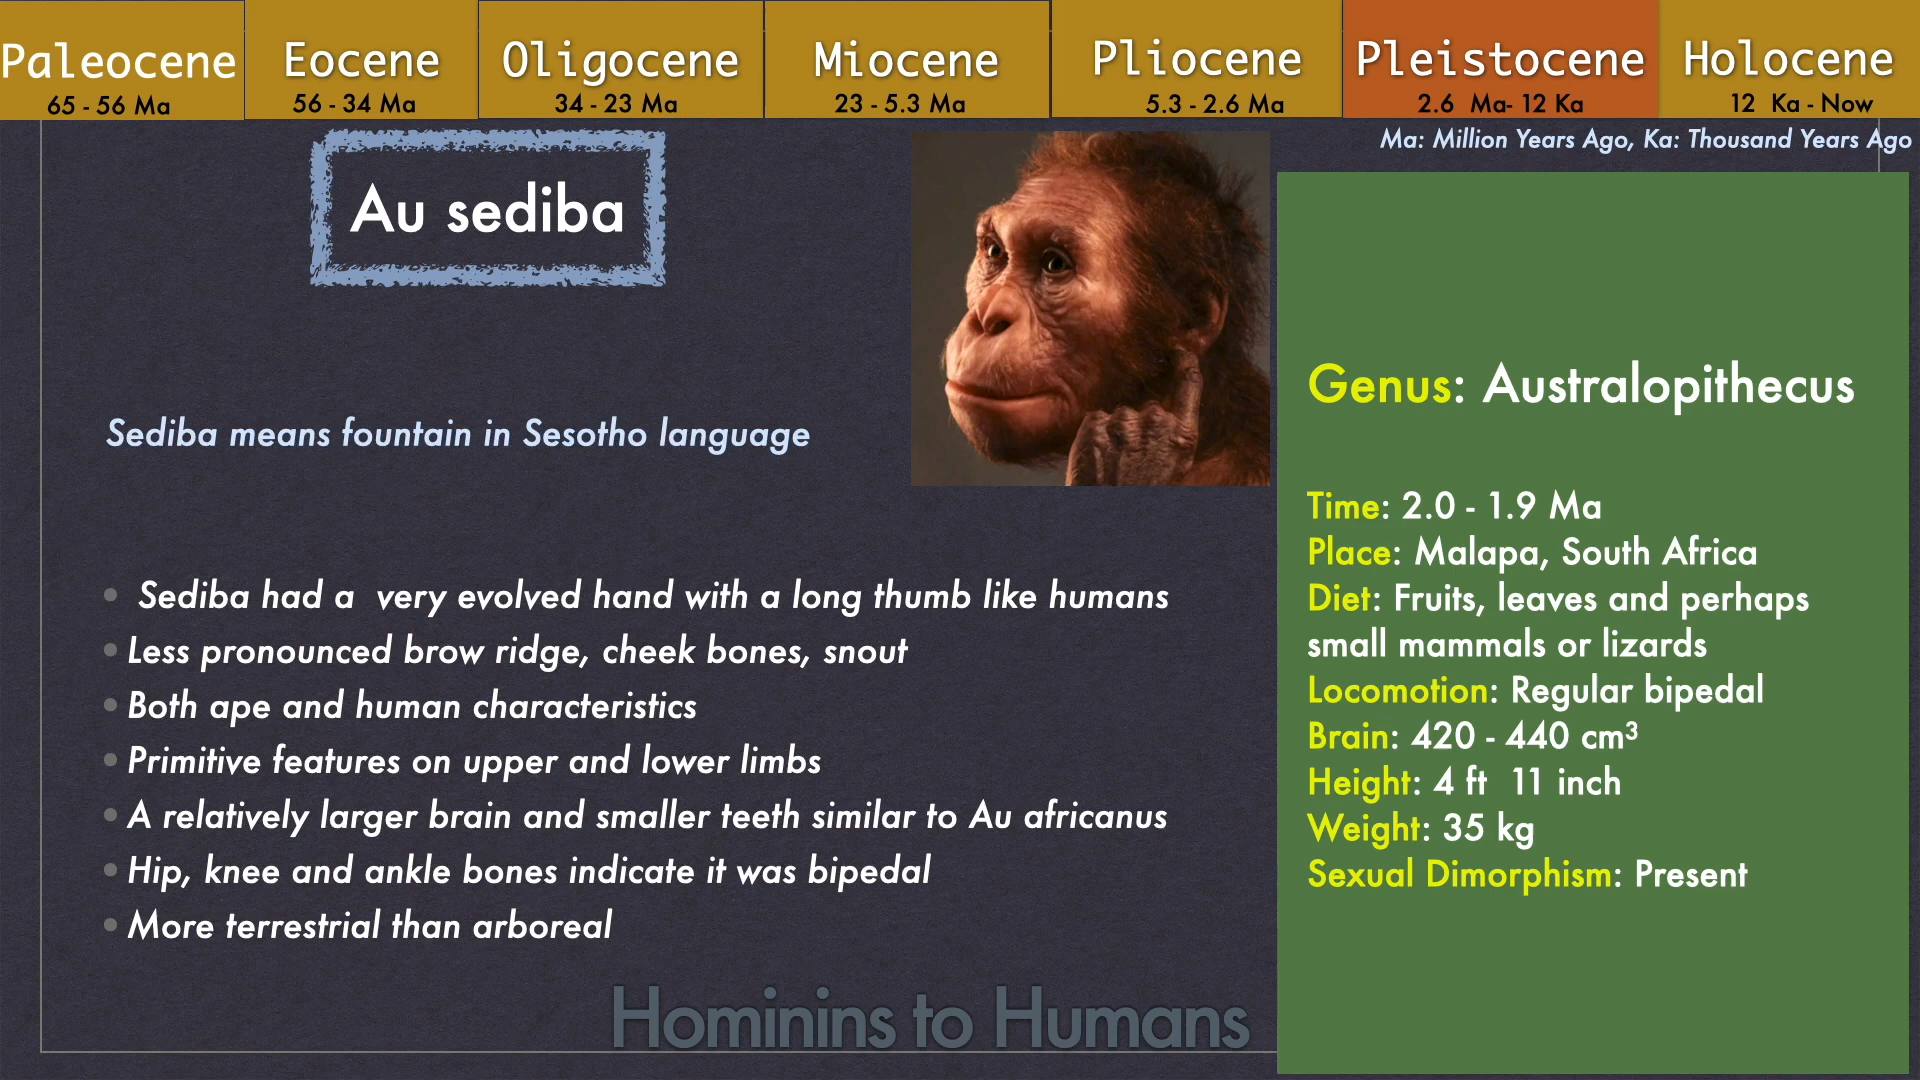 Paleocene
65 - 56 Ma
Eocene
56 - 34 Ma
Oligocene
34 - 23 Ma
Miocene
23 - 5.3 Ma
Pliocene
5.3 - 2.6 Ma
Pleistocene
2.6 Ma- 12 Ka
Holocene
12 Ka - Now
Ma: Million Years Ago, Ka: Thousand Years Ago
Au sediba
Sediba means fountain in Sesotho language
Sediba had a very evolved hand with a long thumb like humans
Less pronounced brow ridge, cheek bones, snout
Both ape and human characteristics
Primitive features on upper and lower limbs
A relatively larger brain and smaller teeth similar to Au africanus
Hip, knee and ankle bones indicate it was bipedal
More terrestrial than arboreal
Genus: Australopithecus
Time: 2.0 - 1.9 Ma
Place: Malapa, South Africa
Diet: Fruits, leaves and perhaps
small mammals or lizards
Locomotion: Regular bipedal
Brain: 420 - 440 cm³
Height: 4 ft 11 inch
Weight: 35 kg
Sexual Dimorphism: Present
Hominins to Humans